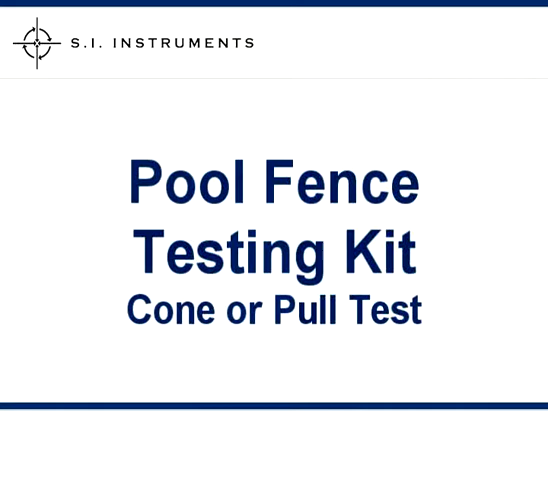 S.I. INSTRUMENTS
Pool Fence
Testing Kit
Cone or Pull Test